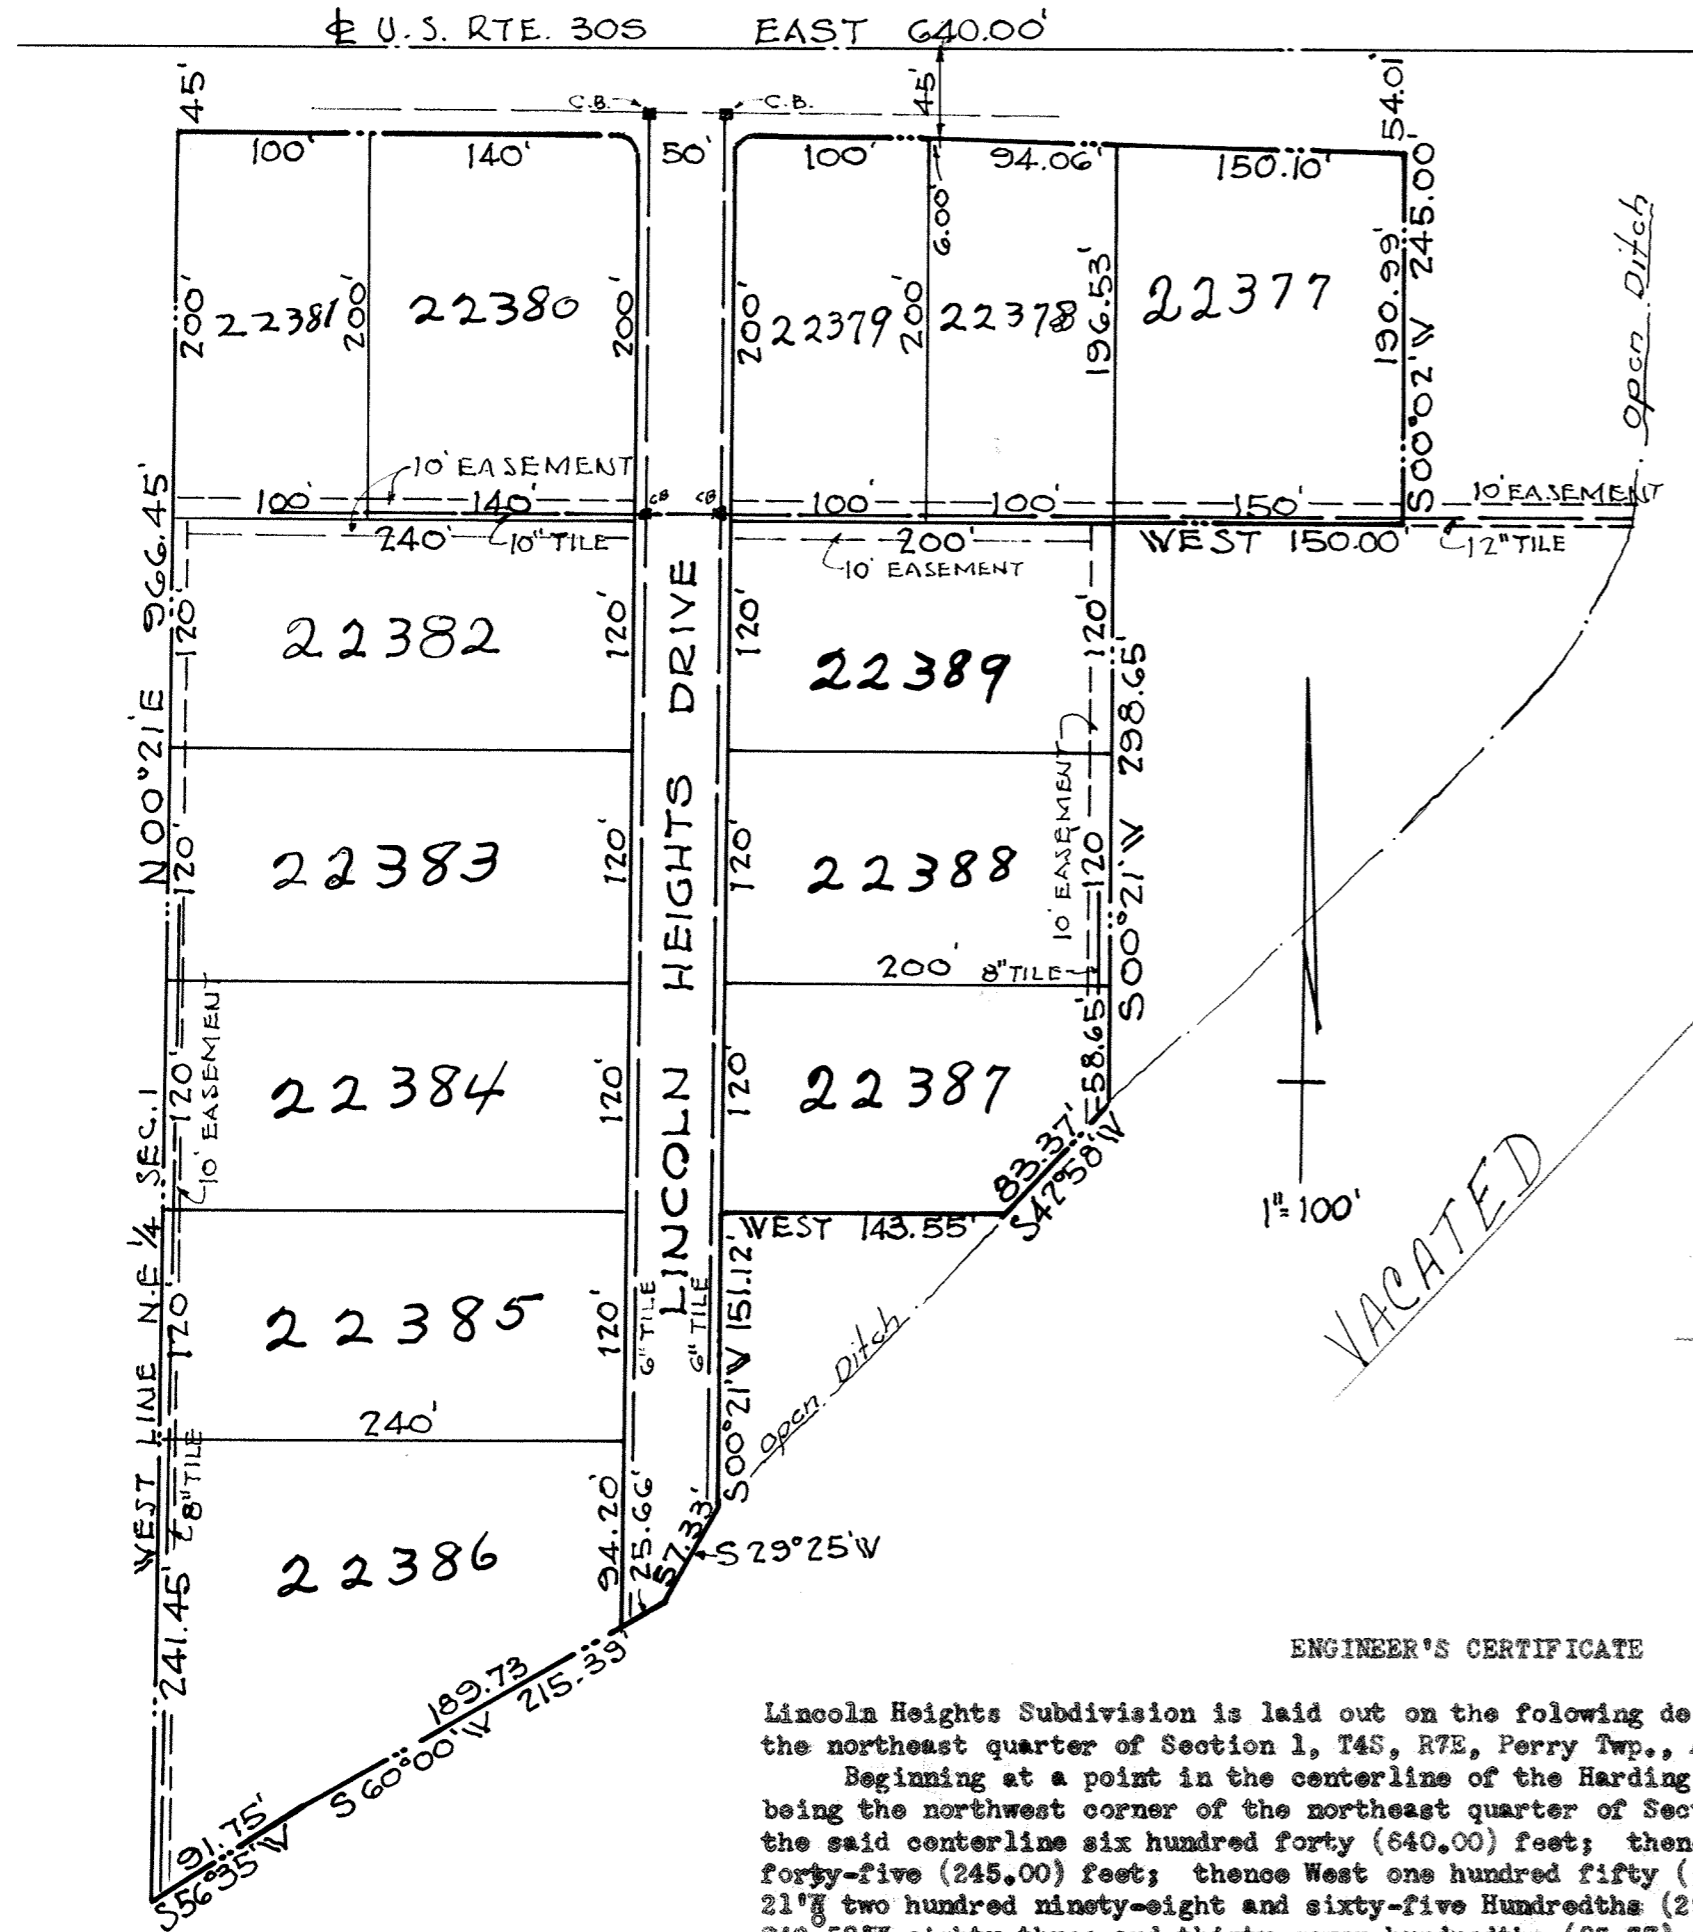 ℄ U.S. RTE. 30S EAST 640.00'
45'
C.B. C.B.
45'
54.01'
100' 140' 50' 100' 94.06' 150.10'
6.00'
200' 22381 200' 22380 200' 200' 22379 200' 22378 196.53' 22377 190.99'
S00°02'W 245.00'
open Ditch
10' EASEMENT
100' 140' CB CB 100' 100' 150' 10' EASEMENT
240' 10" TILE 200' WEST 150.00' 12" TILE
10' EASEMENT
N00°21'E 966.45'
120' 22382 120' 120' 22389 120'
S00°21'W 298.65'
10' EASEMENT
120' 22383 120' 120' 22388 120'
200' 8" TILE
LINCOLN HEIGHTS DRIVE
10' EASEMENT
120' 22384 120' 120' 22387 58.65'
83.37'
S42°58'W
WEST 143.55'
1"=100'
VACATED
WEST LINE N.E. 1/4 SEC. 1
120' 22385 120' 6" TILE 6" TILE
S00°21'W 151.12'
open Ditch
240'
8" TILE
241.45' 22386 94.20' 25.66' 57.33' S29°25'W
189.73
215.39'
S60°00'W
91.75'
S56°35'W
ENGINEER'S CERTIFICATE
Lincoln Heights Subdivision is laid out on the folowing de
the northeast quarter of Section 1, T4S, R7E, Perry Twp.,
Beginning at a point in the centerline of the Harding
being the northwest corner of the northeast quarter of Sec
the said centerline six hundred forty (640.00) feet; then
forty-five (245.00) feet; thence West one hundred fifty (
21'W two hundred ninety-eight and sixty-five Hundredths (2